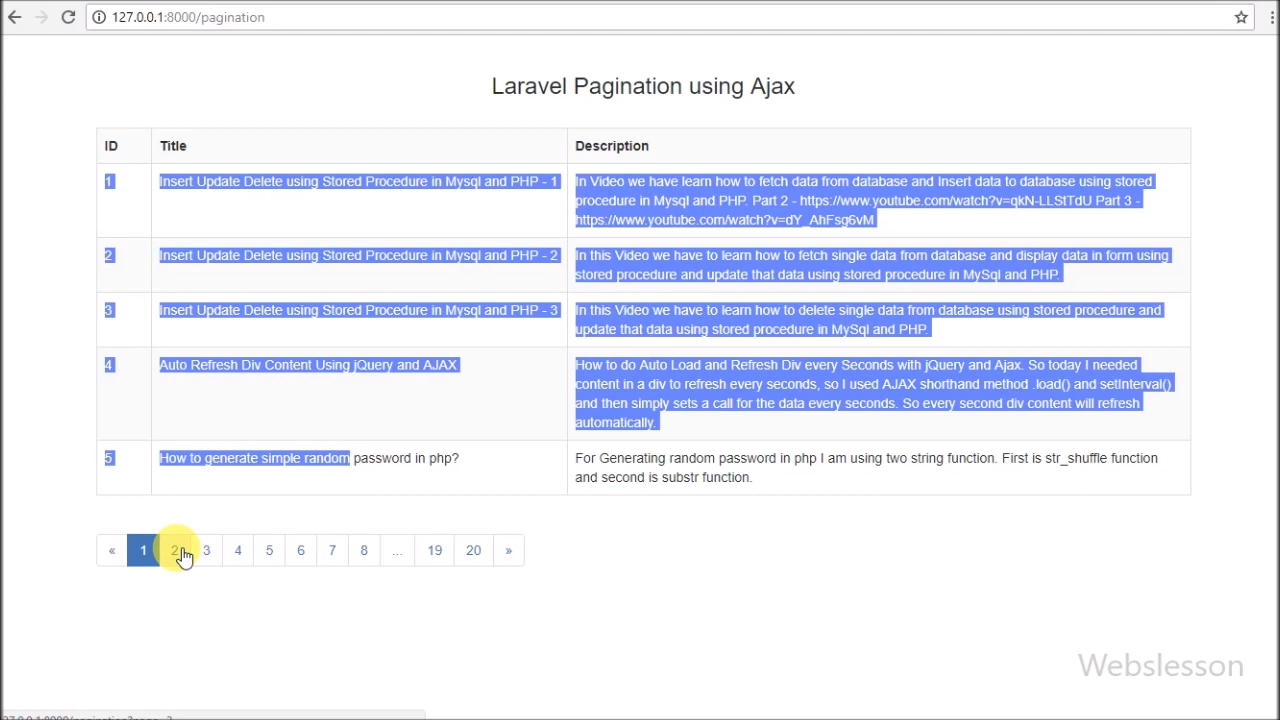 127.0.0.1:8000/pagination
Laravel Pagination using Ajax
ID Title Description
1 Insert Update Delete using Stored Procedure in Mysql and PHP - 1 In Video we have learn how to fetch data from database and Insert data to database using stored
procedure in Mysql and PHP. Part 2 - https://www.youtube.com/watch?v=qkN-LLStTdU Part 3 -
https://www.youtube.com/watch?v=dY_AhFsg6vM
2 Insert Update Delete using Stored Procedure in Mysql and PHP - 2 In this Video we have to learn how to fetch single data from database and display data in form using
stored procedure and update that data using stored procedure in MySql and PHP.
3 Insert Update Delete using Stored Procedure in Mysql and PHP - 3 In this Video we have to learn how to delete single data from database using stored procedure and
update that data using stored procedure in MySql and PHP.
4 Auto Refresh Div Content Using jQuery and AJAX How to do Auto Load and Refresh Div every Seconds with jQuery and Ajax. So today I needed
content in a div to refresh every seconds, so I used AJAX shorthand method .load() and setInterval()
and then simply sets a call for the data every seconds. So every second div content will refresh
automatically.
5 How to generate simple random password in php? For Generating random password in php I am using two string function. First is str_shuffle function
and second is substr function.
« 1 2 3 4 5 6 7 8 ... 19 20 »
Webslesson